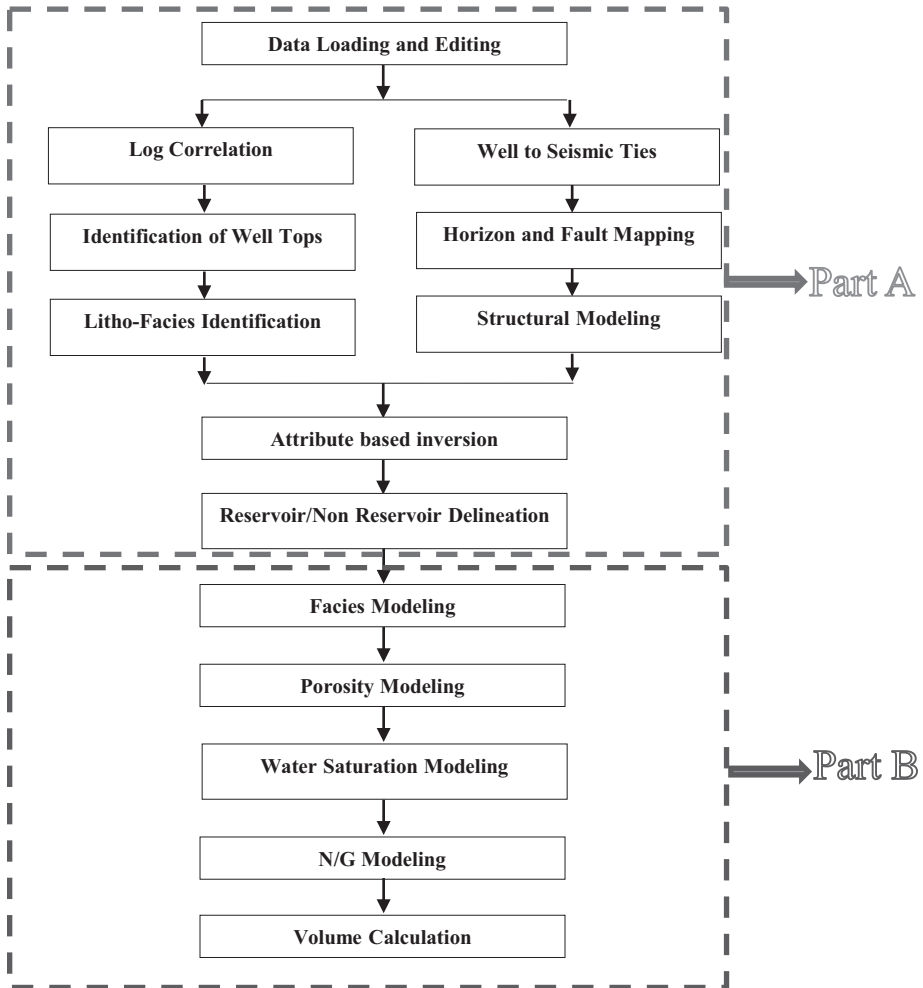 Data Loading and Editing
Log Correlation
Well to Seismic Ties
Identification of Well Tops
Horizon and Fault Mapping
Litho-Facies Identification
Structural Modeling
Part A
Attribute based inversion
Reservoir/Non Reservoir Delineation
Facies Modeling
Porosity Modeling
Water Saturation Modeling
Part B
N/G Modeling
Volume Calculation